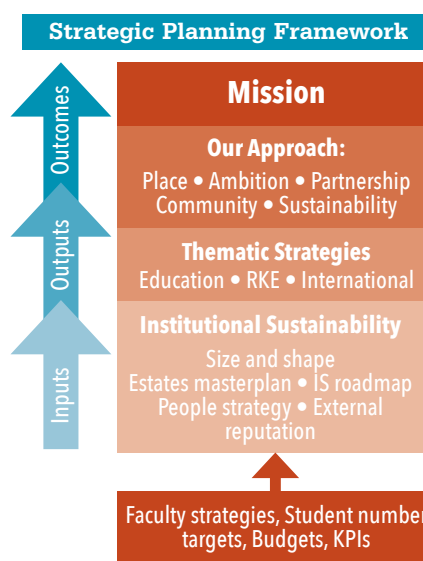 Strategic Planning Framework
Outcomes
Outputs
Inputs
Mission
Our Approach:
Place • Ambition • Partnership
Community • Sustainability
Thematic Strategies
Education • RKE • International
Institutional Sustainability
Size and shape
Estates masterplan • IS roadmap
People strategy • External
reputation
Faculty strategies, Student number
targets, Budgets, KPIs